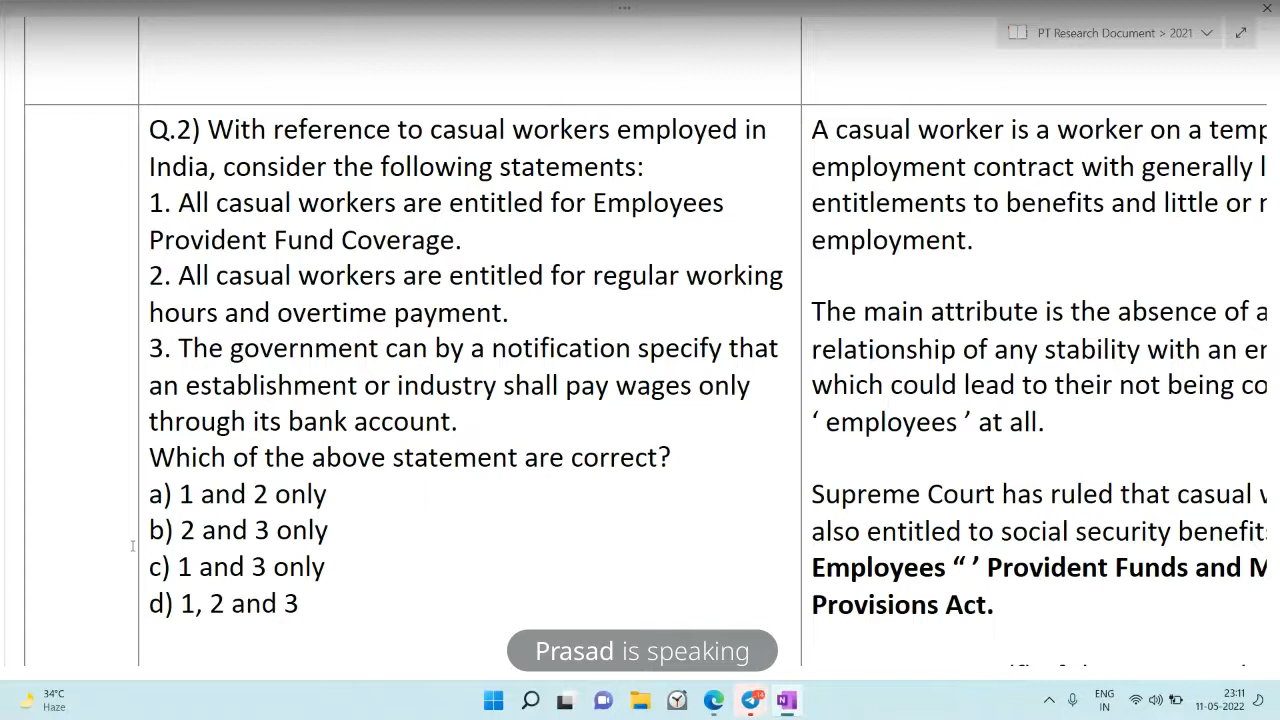 PT Research Document > 2021
Q.2) With reference to casual workers employed in
India, consider the following statements:
1. All casual workers are entitled for Employees
Provident Fund Coverage.
2. All casual workers are entitled for regular working
hours and overtime payment.
3. The government can by a notification specify that
an establishment or industry shall pay wages only
through its bank account.
Which of the above statement are correct?
a) 1 and 2 only
b) 2 and 3 only
c) 1 and 3 only
d) 1, 2 and 3
A casual worker is a worker on a
employment contract with generally
entitlements to benefits and little or
employment.
The main attribute is the absence of
relationship of any stability with an
which could lead to their not being
‘ employees ’ at all.
Supreme Court has ruled that casual
also entitled to social security
Employees “ ’ Provident Funds and
Provisions Act.
Prasad is speaking
34°C
Haze
14
ENG
IN
23:11
11-05-2022